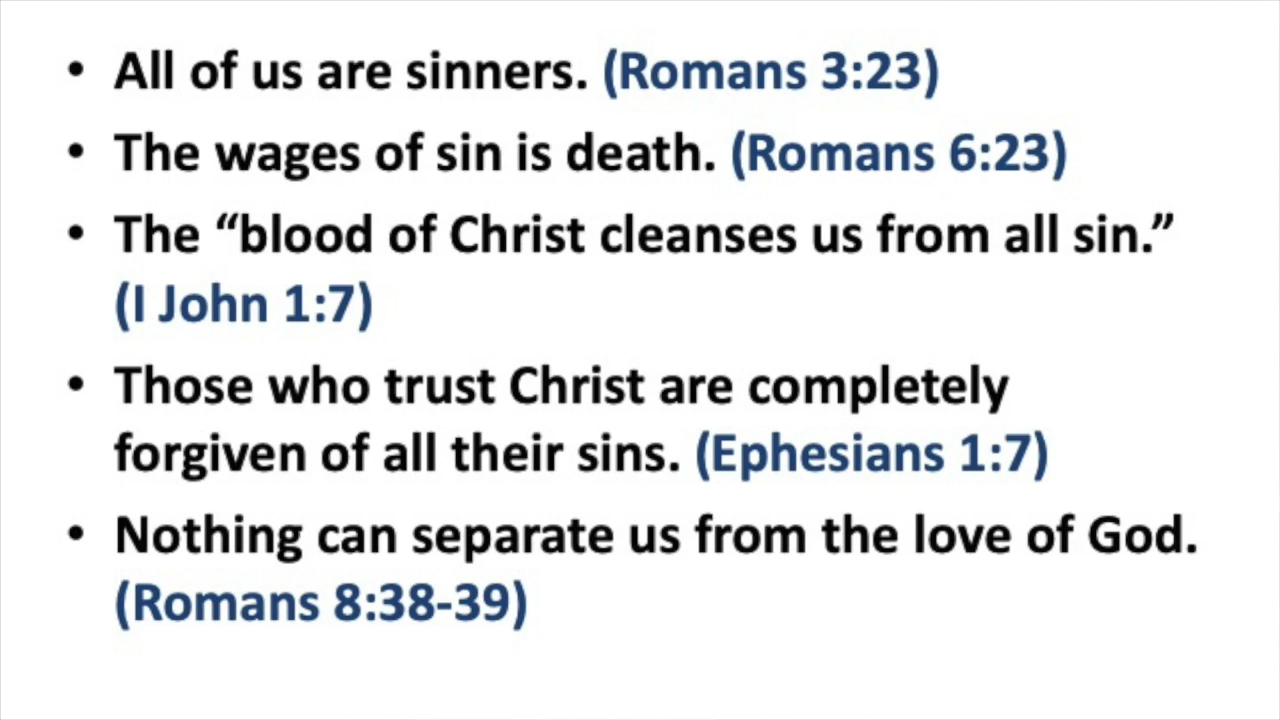 • All of us are sinners. (Romans 3:23)
• The wages of sin is death. (Romans 6:23)
• The “blood of Christ cleanses us from all sin.”
(I John 1:7)
• Those who trust Christ are completely
forgiven of all their sins. (Ephesians 1:7)
• Nothing can separate us from the love of God.
(Romans 8:38-39)